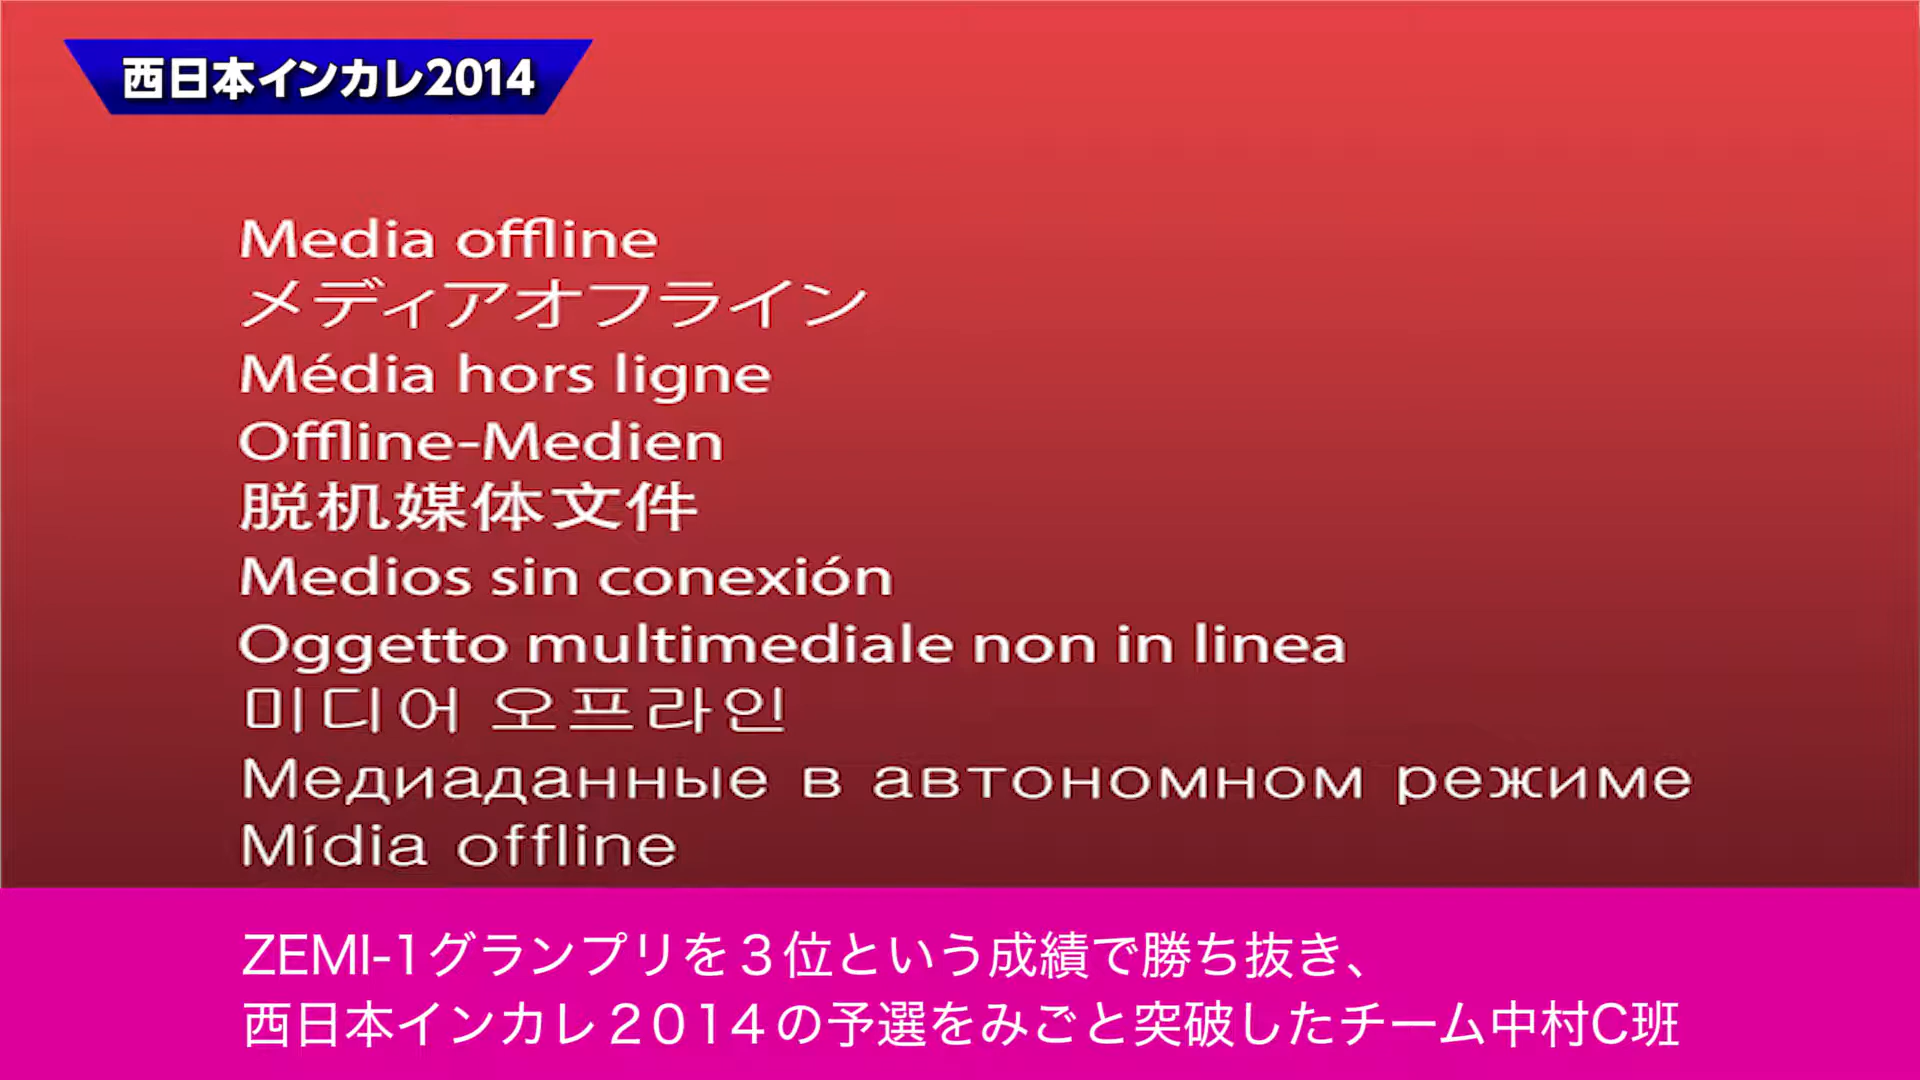 西日本インカレ2014
Media offline
メディアオフライン
Média hors ligne
Offline-Medien
脱机媒体文件
Medios sin conexión
Oggetto multimediale non in linea
미디어 오프라인
Медиаданные в автономном режиме
Mídia offline
ZEMI-1グランプリを３位という成績で勝ち抜き、
西日本インカレ２０１４の予選をみごと突破したチーム中村C班